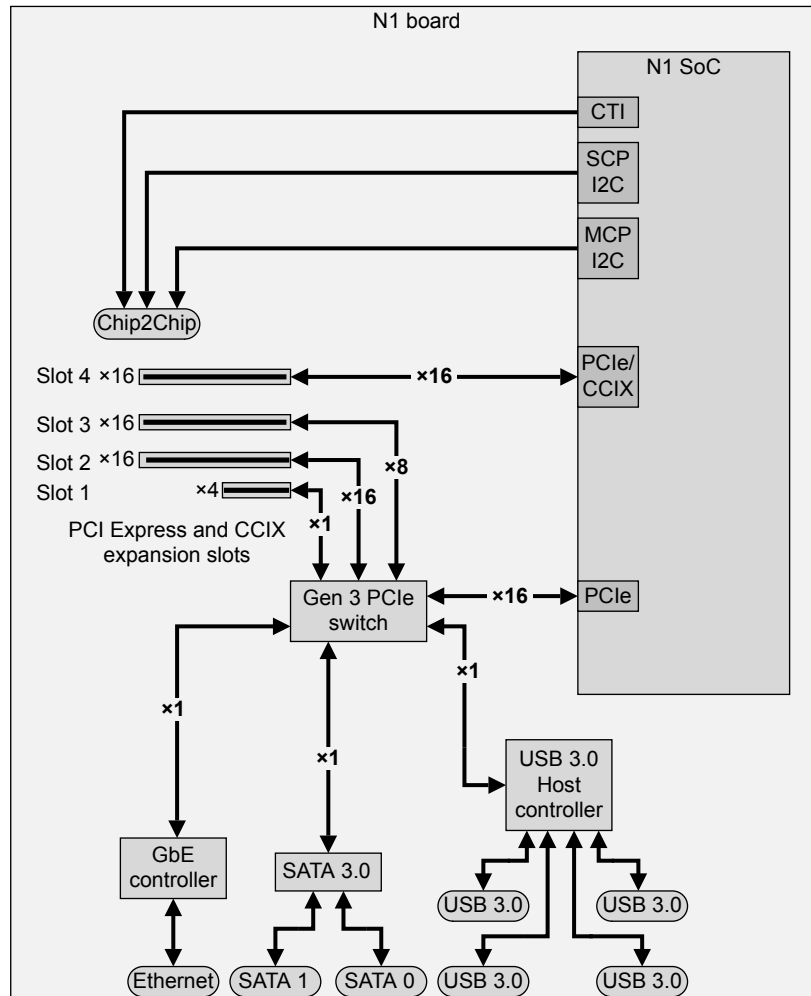 N1 board
N1 SoC
CTI
SCP
I2C
MCP
I2C
Chip2Chip
Slot 4 ×16
×16
PCIe/
CCIX
Slot 3 ×16
×8
Slot 2 ×16
×16
Slot 1 ×4
×1
PCI Express and CCIX
expansion slots
Gen 3 PCIe
switch
×16
PCIe
×1
×1
×1
USB 3.0
Host
controller
GbE
controller
SATA 3.0
USB 3.0
USB 3.0
Ethernet
SATA 1
SATA 0
USB 3.0
USB 3.0